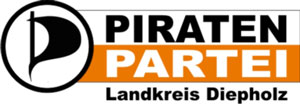 PIRATEN
PARTEI
Landkreis Diepholz